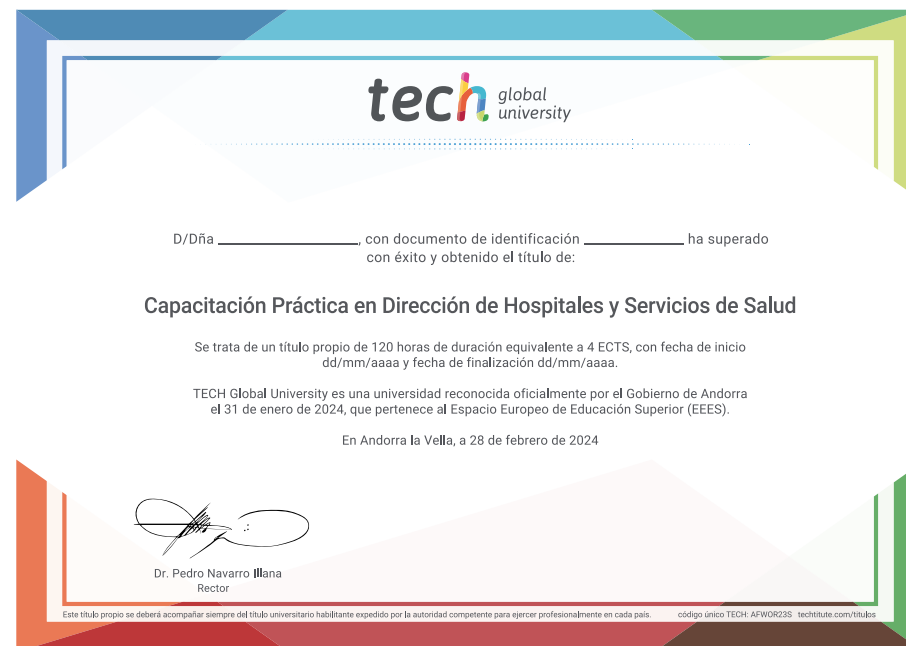 tech global university
D/Dña ____________, con documento de identificación ____________ ha superado
con éxito y obtenido el título de:
Capacitación Práctica en Dirección de Hospitales y Servicios de Salud
Se trata de un título propio de 120 horas de duración equivalente a 4 ECTS, con fecha de inicio
dd/mm/aaaa y fecha de finalización dd/mm/aaaa.
TECH Global University es una universidad reconocida oficialmente por el Gobierno de Andorra
el 31 de enero de 2024, que pertenece al Espacio Europeo de Educación Superior (EEES).
En Andorra la Vella, a 28 de febrero de 2024
Dr. Pedro Navarro Illana
Rector
Este título propio se deberá acompañar siempre del título universitario habilitante expedido por la autoridad competente para ejercer profesionalmente en cada país. código único TECH: AFWOR23S techtitute.com/titulos